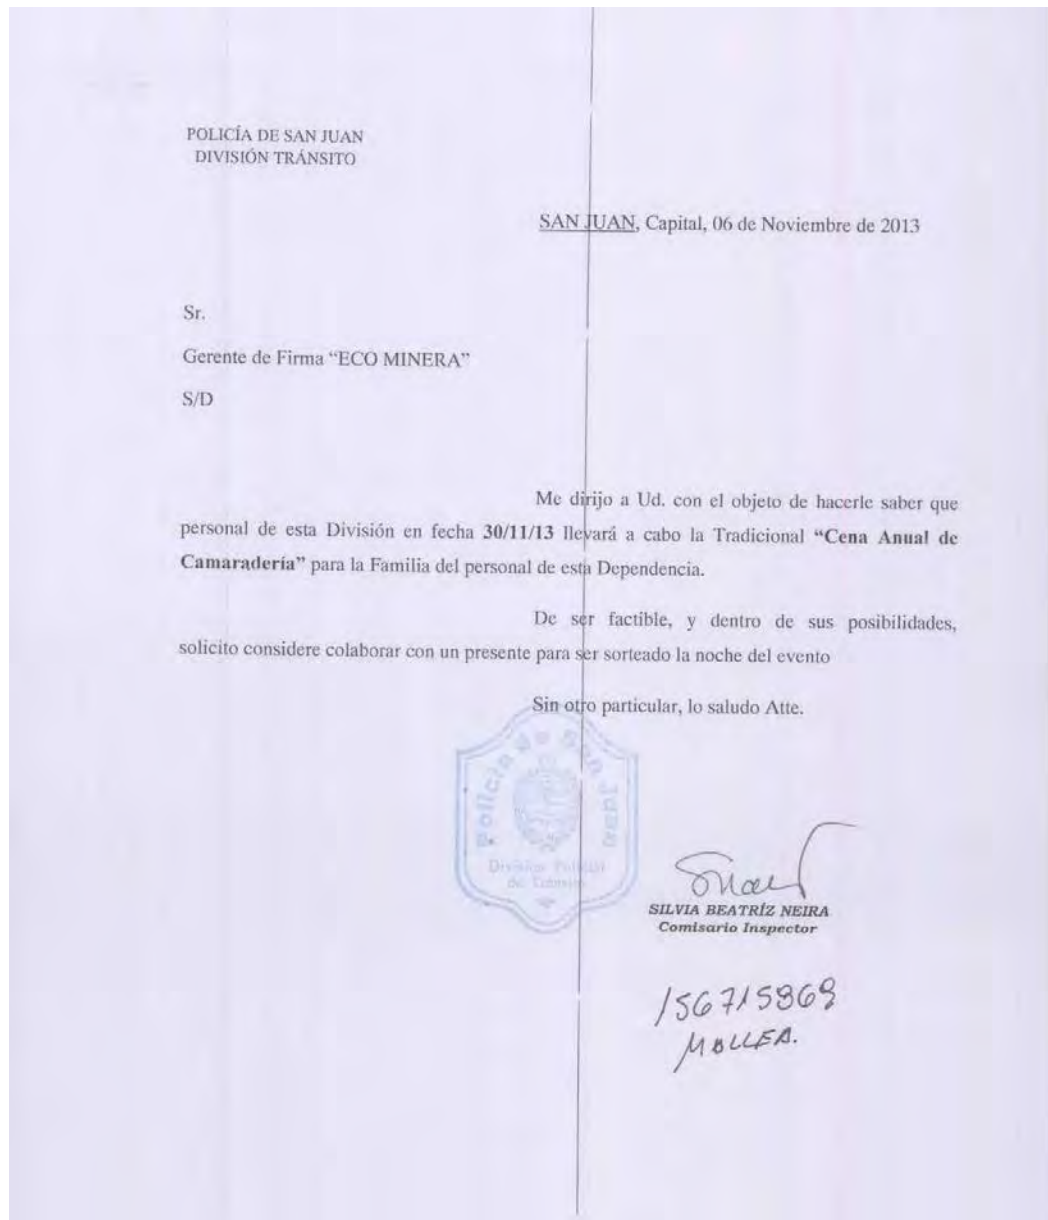 POLICÍA DE SAN JUAN
DIVISIÓN TRÁNSITO
SAN JUAN, Capital, 06 de Noviembre de 2013
Sr.
Gerente de Firma “ECO MINERA”
S/D
Me dirijo a Ud. con el objeto de hacerle saber que
personal de esta División en fecha 30/11/13 llevará a cabo la Tradicional “Cena Anual de
Camaradería” para la Familia del personal de esta Dependencia.
De ser factible, y dentro de sus posibilidades,
solicito considere colaborar con un presente para ser sorteado la noche del evento
Sin otro particular, lo saludo Atte.
Policía de San Juan
División Policial
de Tránsito
SILVIA BEATRÍZ NEIRA
Comisario Inspector
MALLEA.